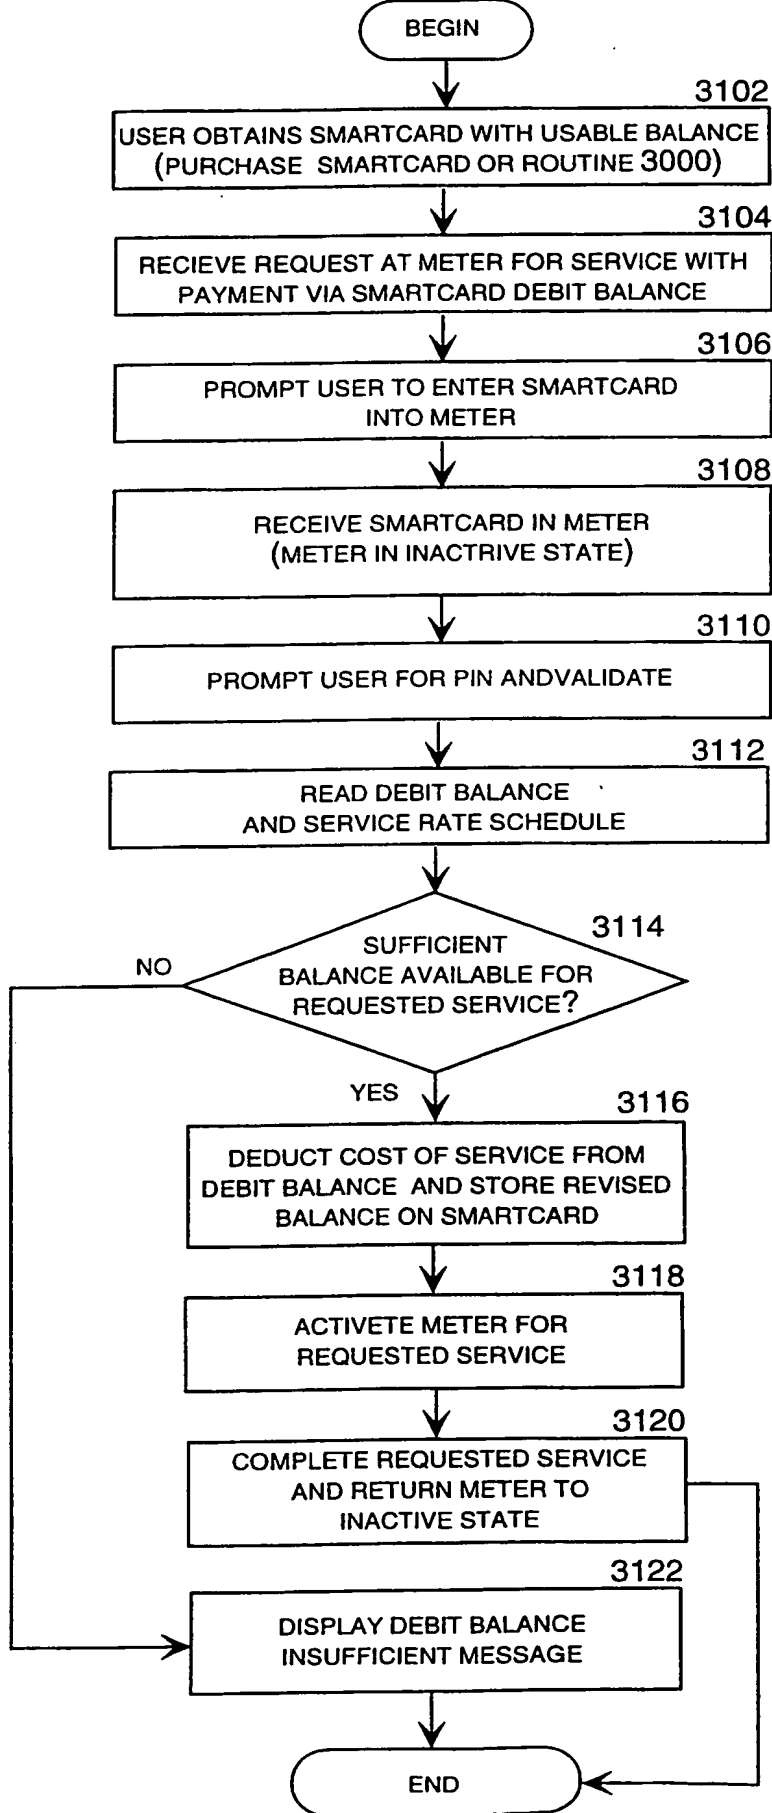 BEGIN
3102
USER OBTAINS SMARTCARD WITH USABLE BALANCE
(PURCHASE SMARTCARD OR ROUTINE 3000)
3104
RECIEVE REQUEST AT METER FOR SERVICE WITH
PAYMENT VIA SMARTCARD DEBIT BALANCE
3106
PROMPT USER TO ENTER SMARTCARD
INTO METER
3108
RECEIVE SMARTCARD IN METER
(METER IN INACTRIVE STATE)
3110
PROMPT USER FOR PIN ANDVALIDATE
3112
READ DEBIT BALANCE
AND SERVICE RATE SCHEDULE
3114
SUFFICIENT
BALANCE AVAILABLE FOR
REQUESTED SERVICE?
NO
YES
3116
DEDUCT COST OF SERVICE FROM
DEBIT BALANCE AND STORE REVISED
BALANCE ON SMARTCARD
3118
ACTIVETE METER FOR
REQUESTED SERVICE
3120
COMPLETE REQUESTED SERVICE
AND RETURN METER TO
INACTIVE STATE
3122
DISPLAY DEBIT BALANCE
INSUFFICIENT MESSAGE
END